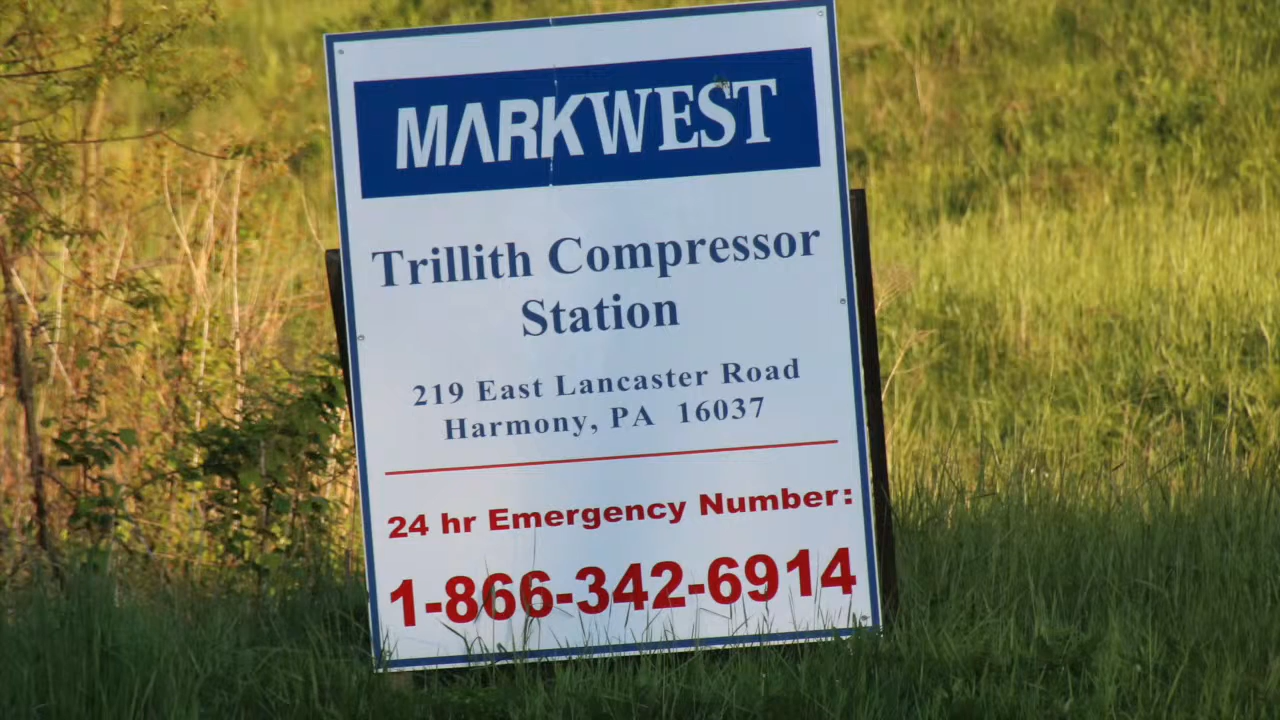 MARKWEST
Trillith Compressor
Station
219 East Lancaster Road
Harmony, PA 16037
24 hr Emergency Number:
1-866-342-6914